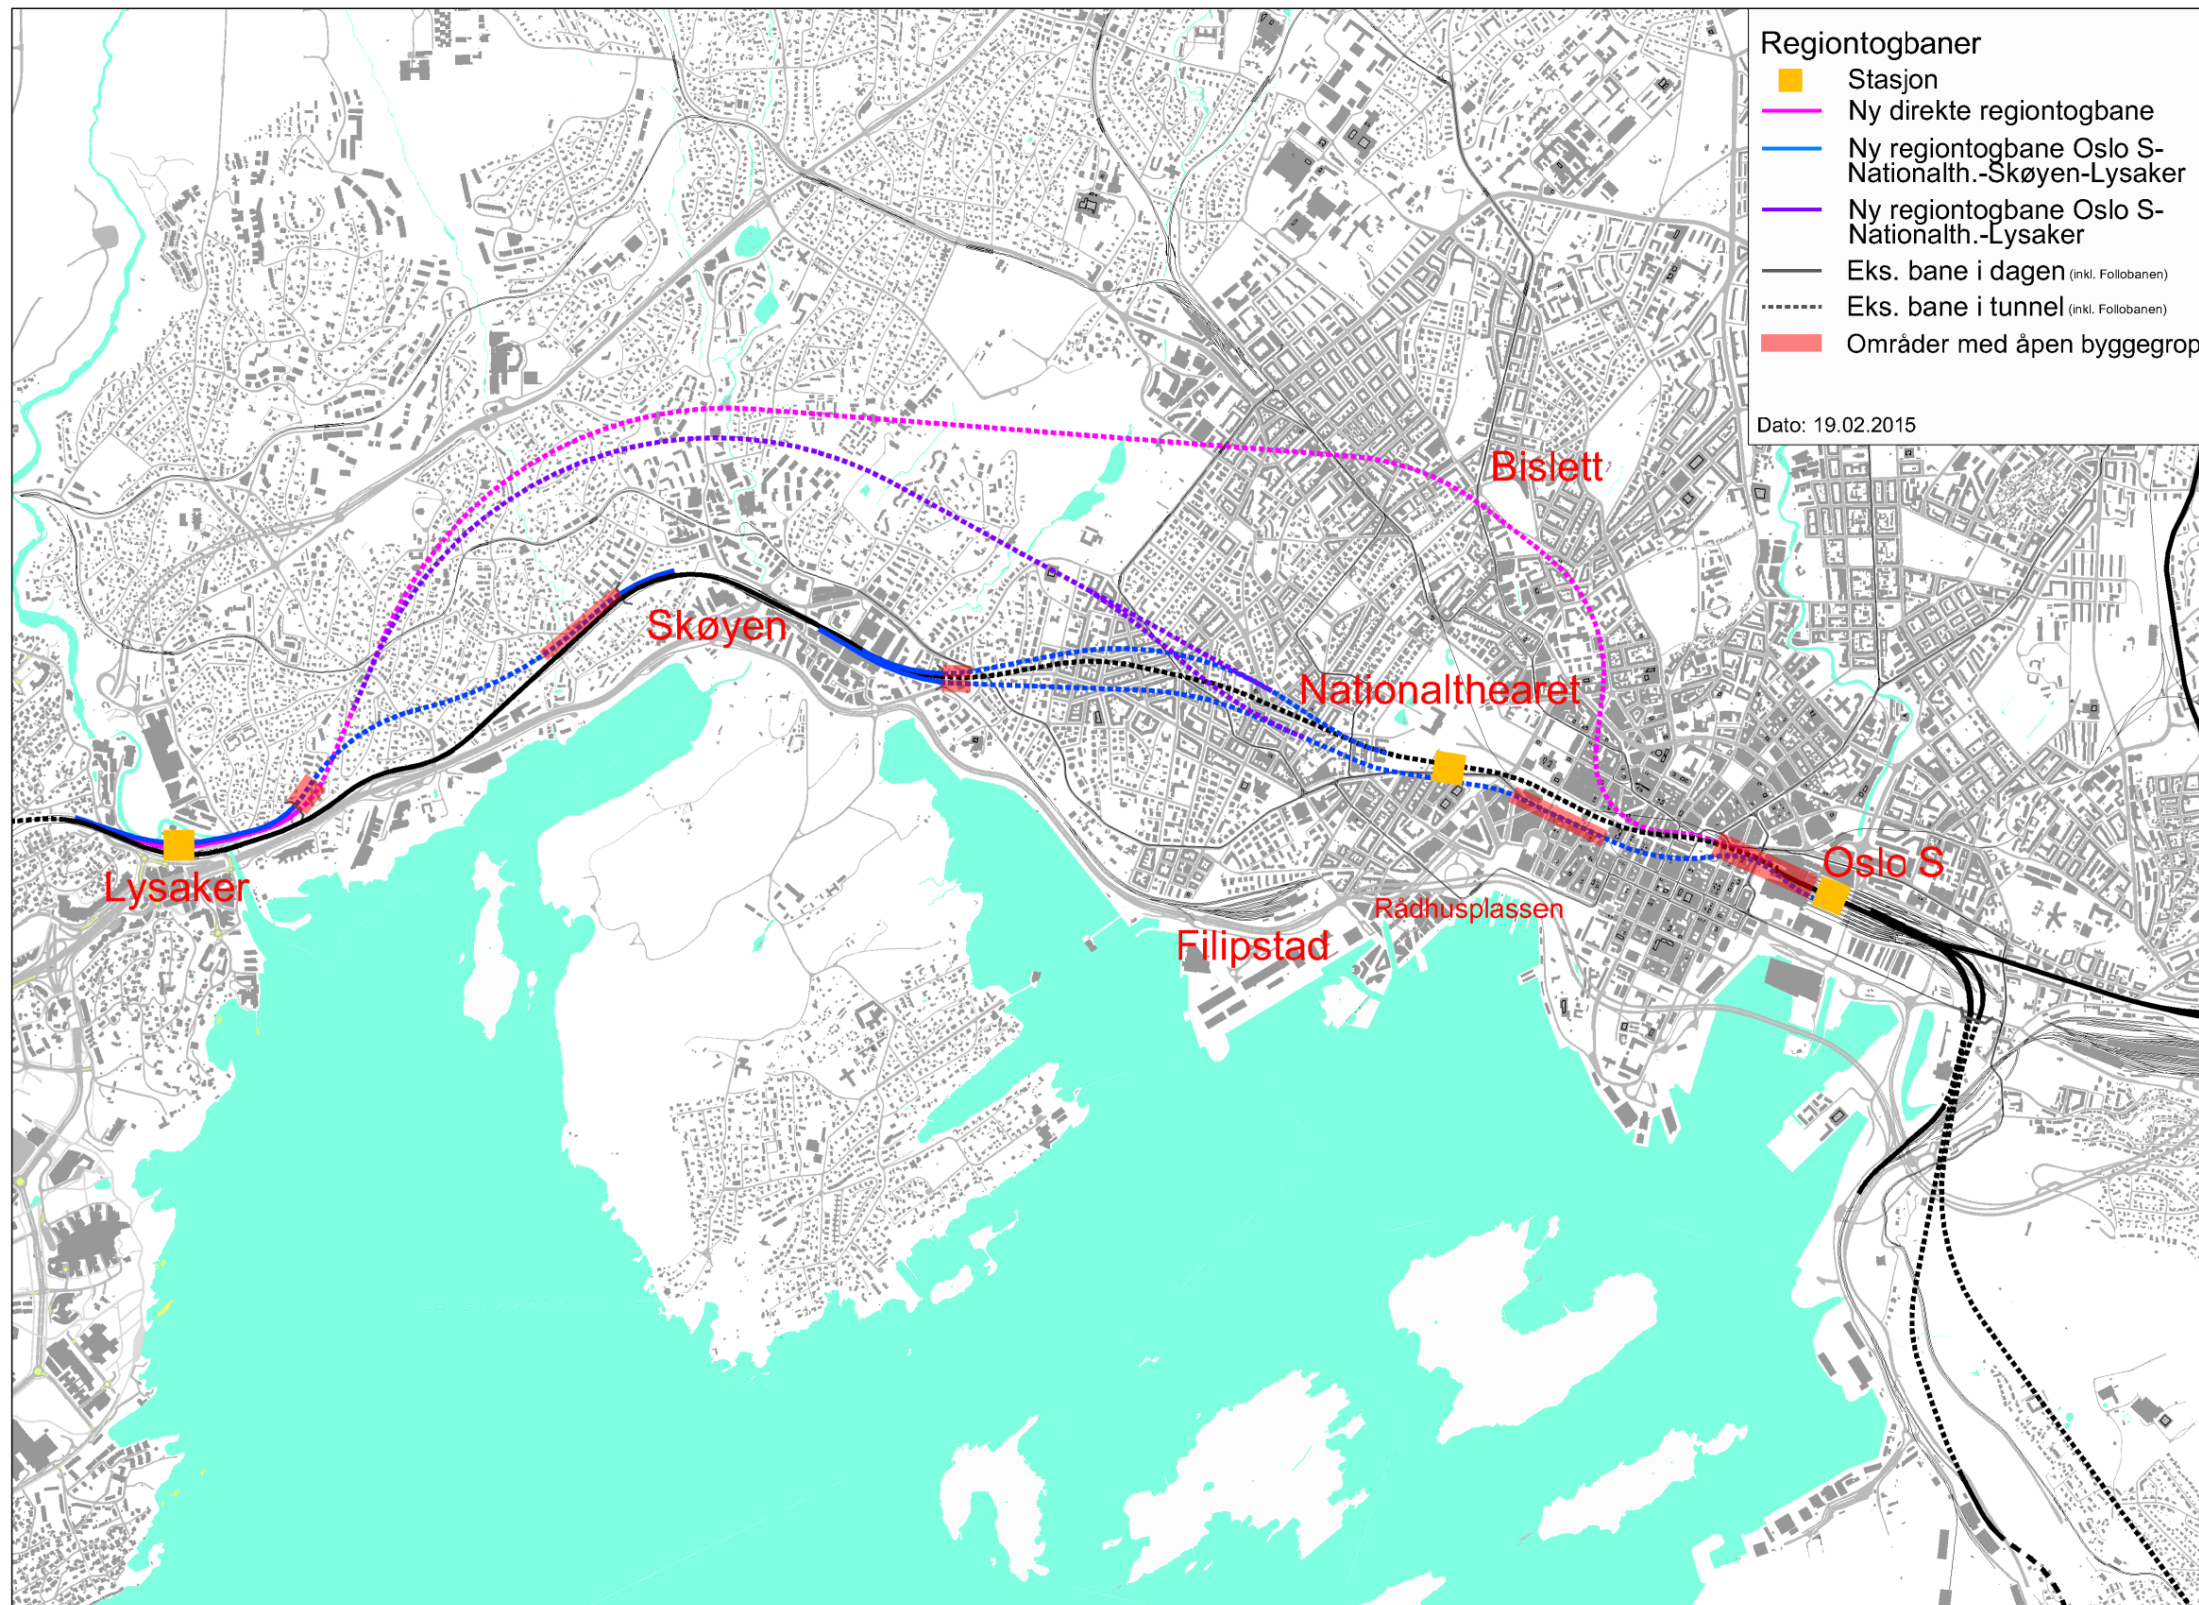 Regiontogbaner
Stasjon
Ny direkte regiontogbane
Ny regiontogbane Oslo S-
Nationalth.-Skøyen-Lysaker
Ny regiontogbane Oslo S-
Nationalth.-Lysaker
Eks. bane i dagen (inkl. Follobanen)
Eks. bane i tunnel (inkl. Follobanen)
Områder med åpen byggegrop
Dato: 19.02.2015
Bislett
Skøyen
Nationalthearet
Oslo S
Lysaker
Rådhusplassen
Filipstad